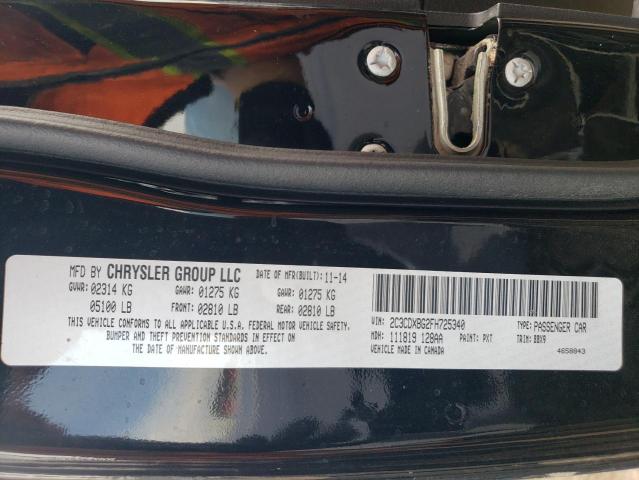 MFD BY CHRYSLER GROUP LLC DATE OF MFR(BUILT): 11-14
GVWR: 02314 KG GAWR: 01275 KG GAWR: 01275 KG
05100 LB FRONT: 02810 LB REAR: 02810 LB
THIS VEHICLE CONFORMS TO ALL APPLICABLE U.S.A. FEDERAL MOTOR VEHICLE SAFETY,
BUMPER AND THEFT PREVENTION STANDARDS IN EFFECT ON
THE DATE OF MANUFACTURE SHOWN ABOVE.
VIN: 2C3CDXBG2FH725340 TYPE: PASSENGER CAR
MDH: 111819 128AA PAINT: PXT TRIM: BBX9
VEHICLE MADE IN CANADA 4658843